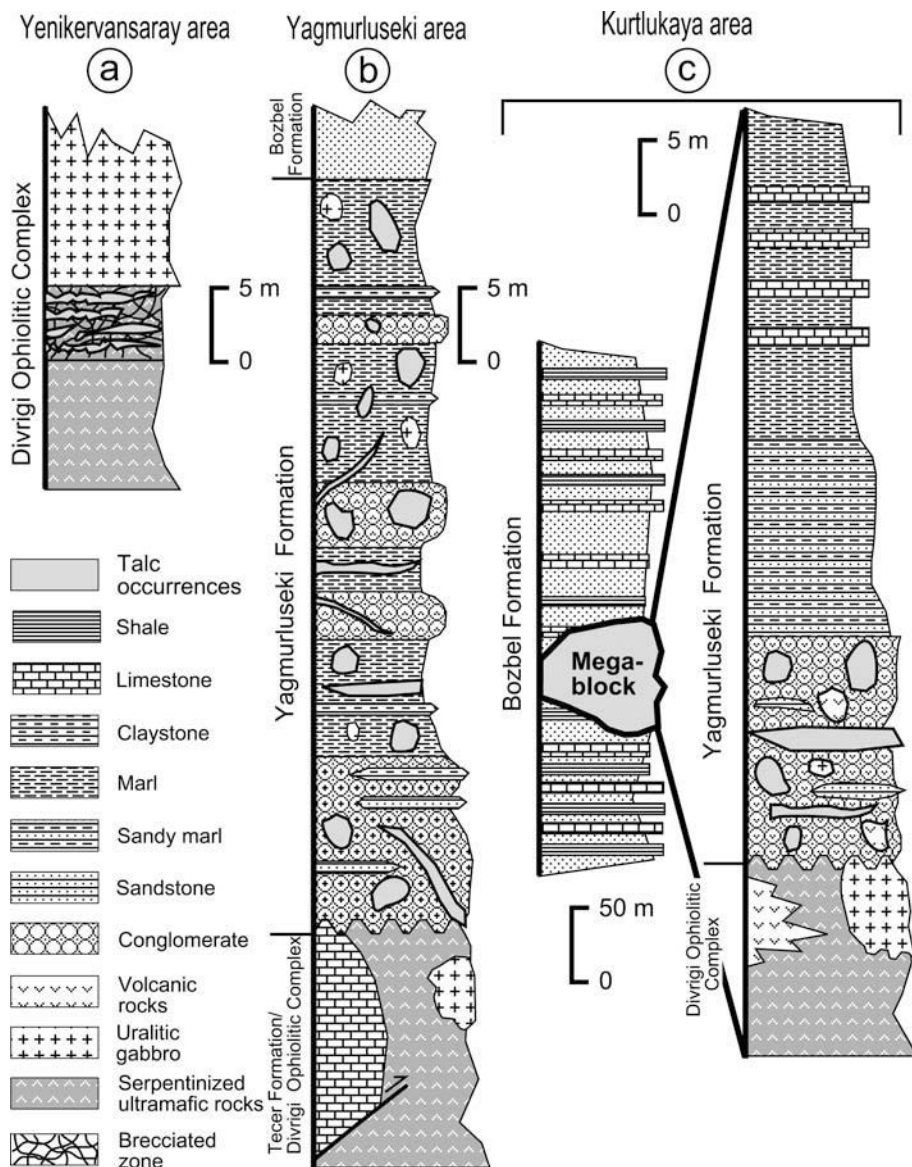 Yenikervansaray area
Yagmurluseki area
Kurtlukaya area
a
b
c
Divrigi Ophiolitic Complex
5 m
0
Bozbel
Formation
Yagmurluseki Formation
Tecer Formation/
Divrigi Ophiolitic Complex
5 m
0
Bozbel Formation
Mega-
block
50 m
0
5 m
0
Yagmurluseki Formation
Divrigi Ophiolitic
Complex
Talc
occurrences
Shale
Limestone
Claystone
Marl
Sandy marl
Sandstone
Conglomerate
Volcanic
rocks
Uralitic
gabbro
Serpentinized
ultramafic rocks
Brecciated
zone